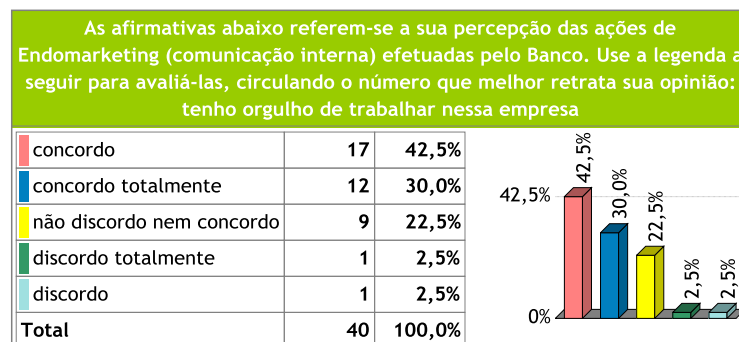 As afirmativas abaixo referem-se a sua percepção das ações de
Endomarketing (comunicação interna) efetuadas pelo Banco. Use a legenda a
seguir para avaliá-las, circulando o número que melhor retrata sua opinião:
tenho orgulho de trabalhar nessa empresa
concordo 17 42,5%
concordo totalmente 12 30,0%
não discordo nem concordo 9 22,5%
discordo totalmente 1 2,5%
discordo 1 2,5%
Total 40 100,0%
42,5%
0%
42,5%
30,0%
22,5%
2,5%
2,5%